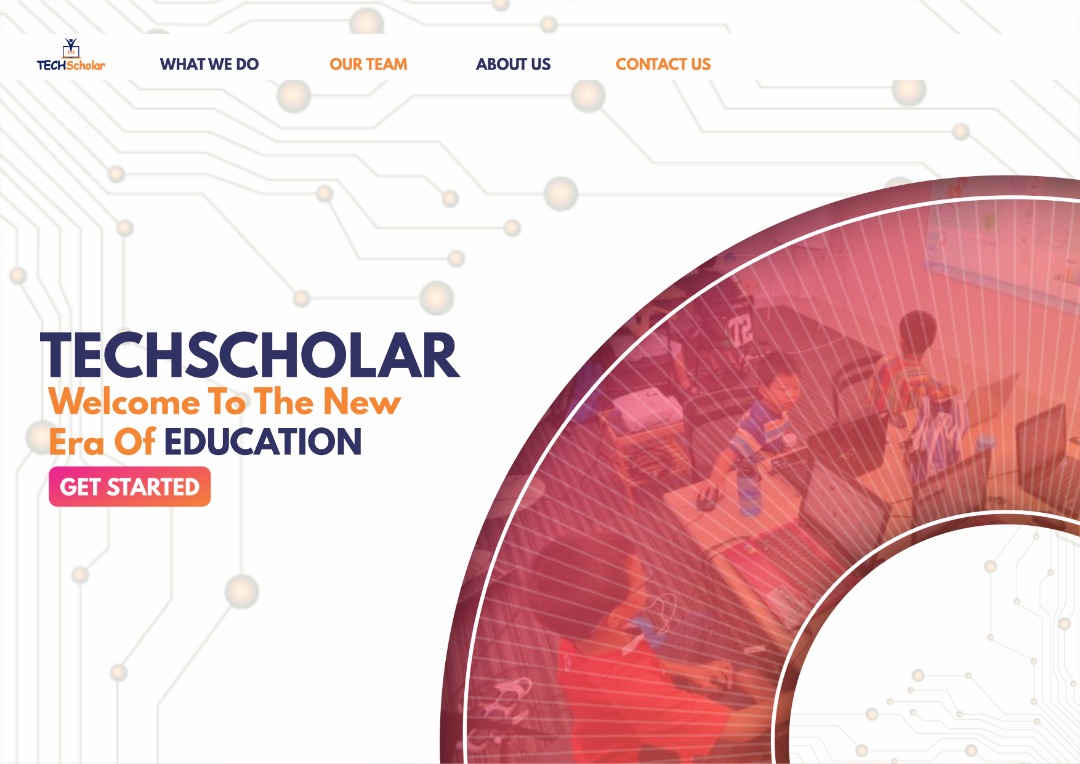 TECHScholar
WHAT WE DO
OUR TEAM
ABOUT US
CONTACT US
TECHSCHOLAR
Welcome To The New
Era Of EDUCATION
GET STARTED